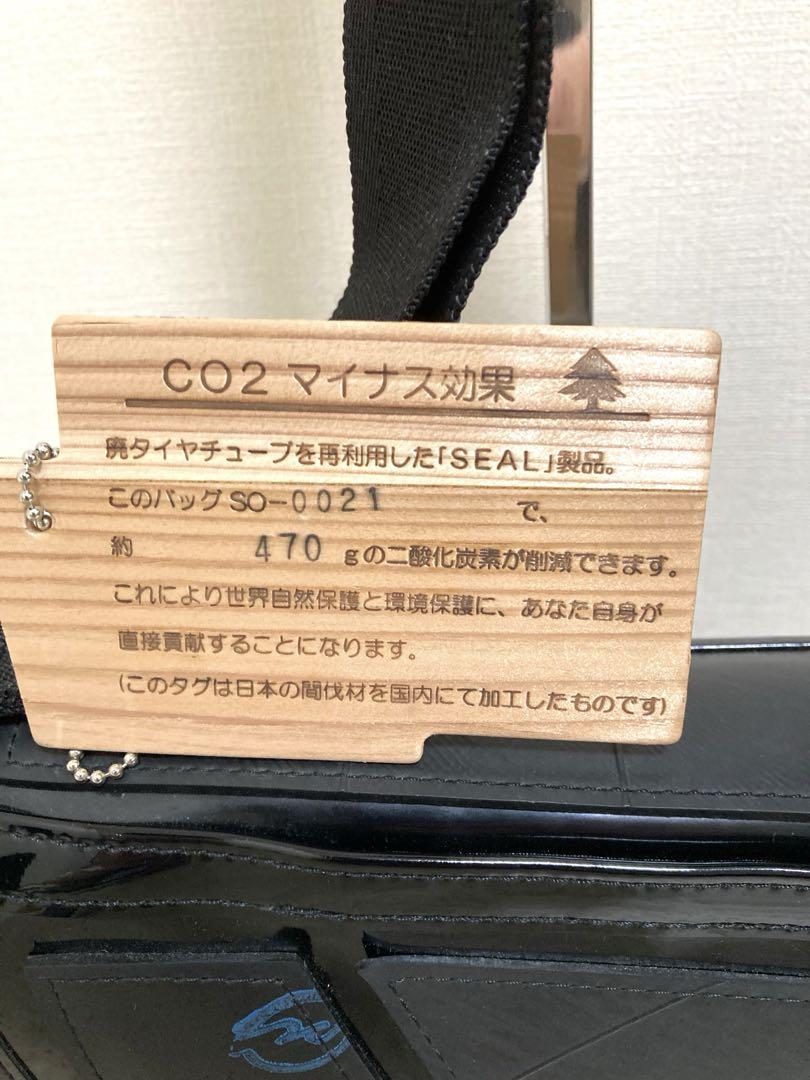 CO2 マイナス効果
廃タイヤチューブを再利用した「SEAL」製品。
このバッグ SO-0021 で、
約 470 gの二酸化炭素が削減できます。
これにより世界自然保護と環境保護に、あなた自身が
直接貢献することになります。
(このタグは日本の間伐材を国内にて加工したものです)